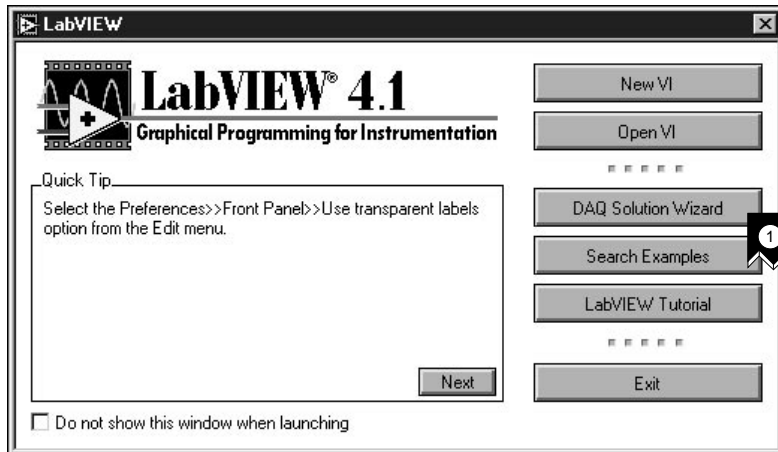 LabVIEW
LabVIEW® 4.1
Graphical Programming for Instrumentation
Quick Tip
Select the Preferences>>Front Panel>>Use transparent labels
option from the Edit menu.
Next
Do not show this window when launching
New VI
Open VI
DAQ Solution Wizard
1
Search Examples
LabVIEW Tutorial
Exit